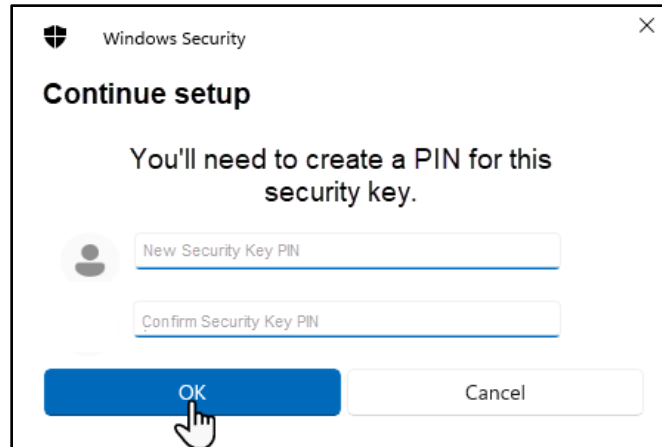 Windows Security
Continue setup
You'll need to create a PIN for this
security key.
New Security Key PIN
Confirm Security Key PIN
OK
Cancel